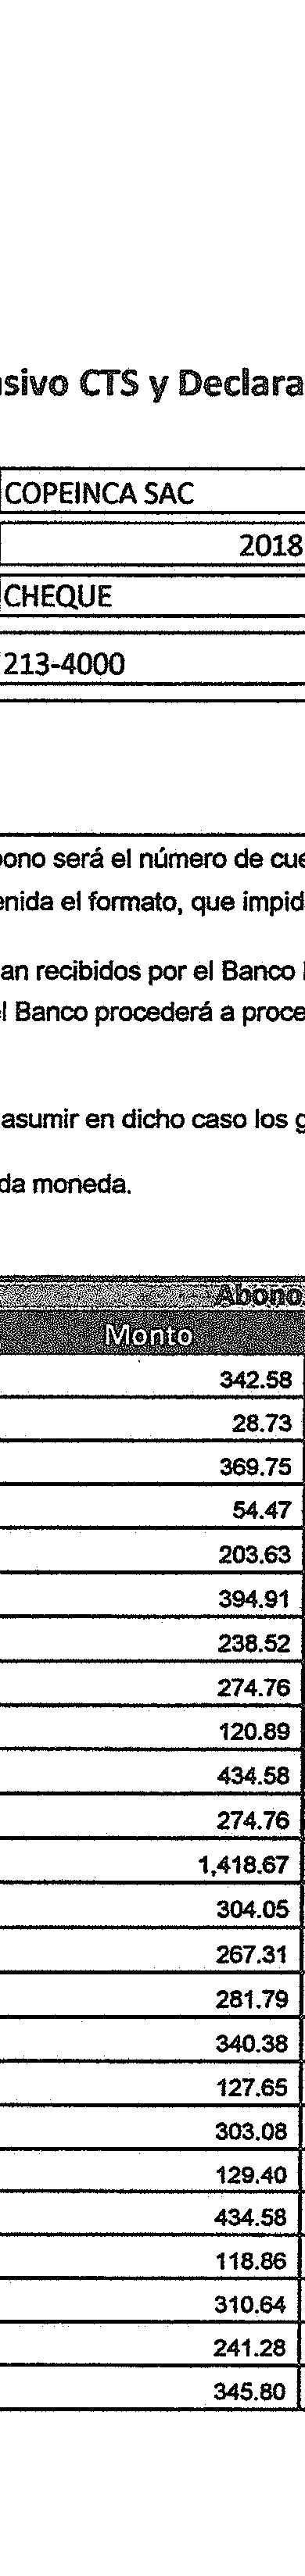 sivo CTS y Declara
COPEINCA SAC
2018
CHEQUE
213-4000
ono será el número de cue
enida el formato, que impid
an recibidos por el Banco
el Banco procederá a proce
asumir en dicho caso los g
da moneda.
Abono
Monto
342.58
28.73
369.75
54.47
203.63
394.91
238.52
274.76
120.89
434.58
274.76
1,418.67
304.05
267.31
281.79
340.38
127.65
303.08
129.40
434.58
118.86
310.64
241.28
345.80